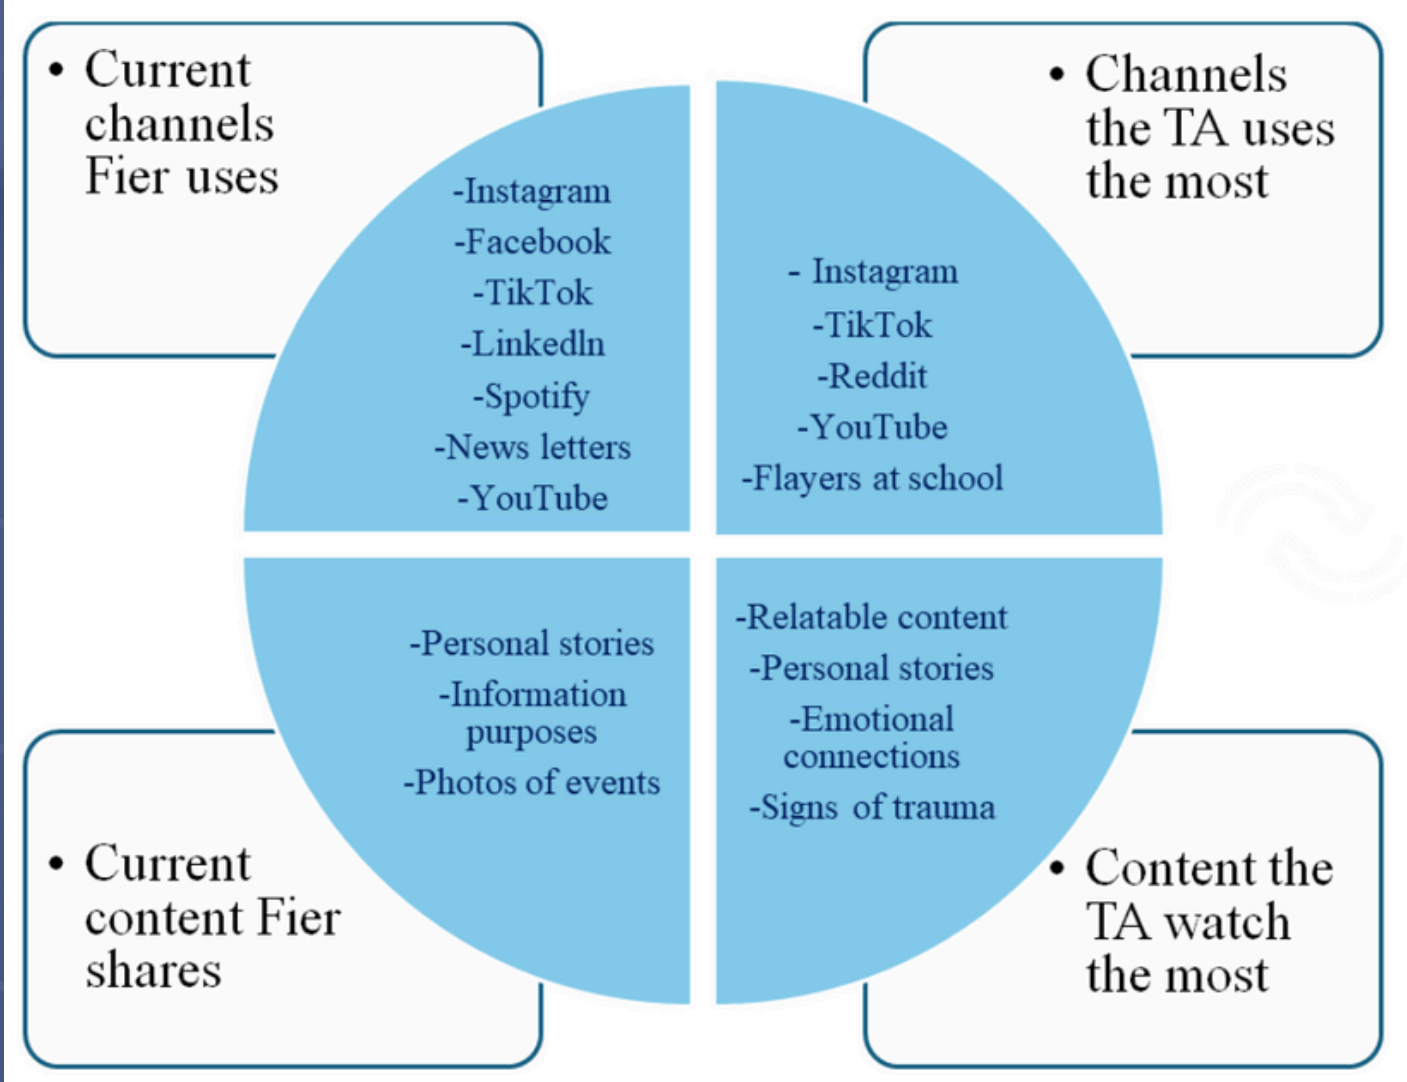 • Current
channels
Fier uses
-Instagram
-Facebook
-TikTok
-Linkedln
-Spotify
-News letters
-YouTube
• Channels
the TA uses
the most
- Instagram
-TikTok
-Reddit
-YouTube
-Flayers at school
• Current
content Fier
shares
-Personal stories
-Information
purposes
-Photos of events
• Content the
TA watch
the most
-Relatable content
-Personal stories
-Emotional
connections
-Signs of trauma